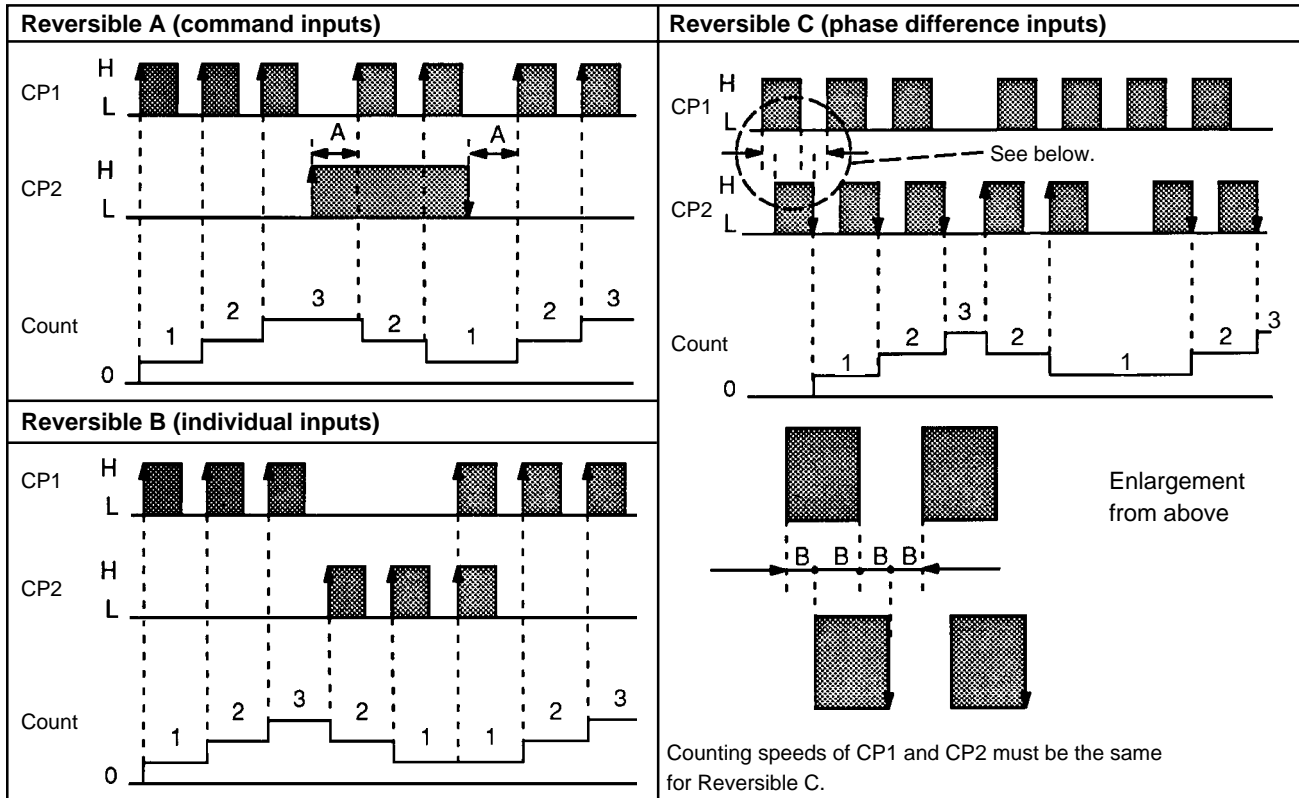 Reversible A (command inputs)
CP1
H
L
A
A
CP2
H
L
Count
1
2
3
2
1
2
3
0
Reversible B (individual inputs)
CP1
H
L
CP2
H
L
Count
1
2
3
2
1
1
2
3
0
Reversible C (phase difference inputs)
CP1
H
L
See below.
CP2
H
L
Count
1
2
3
2
1
2
3
0
Enlargement
from above
B B B B
Counting speeds of CP1 and CP2 must be the same
for Reversible C.